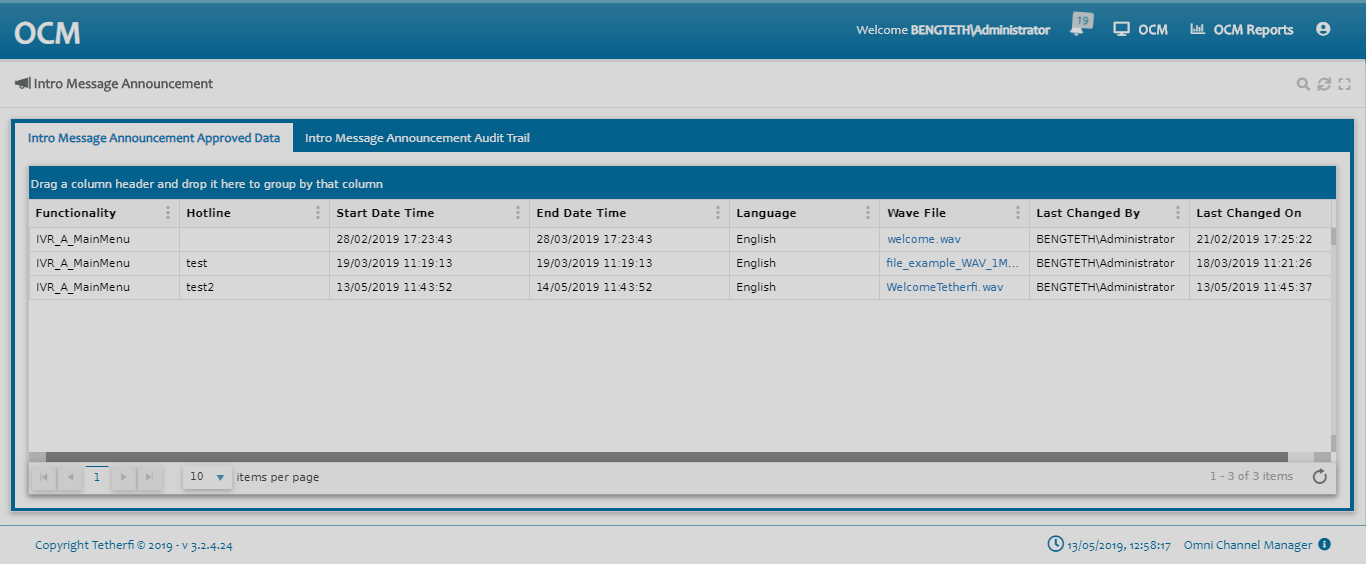 OCM
Welcome BENGTETH\Administrator
19
OCM
OCM Reports
Intro Message Announcement
Intro Message Announcement Approved Data
Intro Message Announcement Audit Trail
Drag a column header and drop it here to group by that column
Functionality Hotline Start Date Time End Date Time Language Wave File Last Changed By Last Changed On
IVR_A_MainMenu 28/02/2019 17:23:43 28/03/2019 17:23:43 English welcome.wav BENGTETH\Administrator 21/02/2019 17:25:22
IVR_A_MainMenu test 19/03/2019 11:19:13 19/03/2019 11:19:13 English file_example_WAV_1M... BENGTETH\Administrator 18/03/2019 11:21:26
IVR_A_MainMenu test2 13/05/2019 11:43:52 14/05/2019 11:43:52 English WelcomeTetherfi.wav BENGTETH\Administrator 13/05/2019 11:45:37
1
10 items per page
1 - 3 of 3 items
Copyright Tetherfi © 2019 - v 3.2.4.24
13/05/2019, 12:58:17
Omni Channel Manager